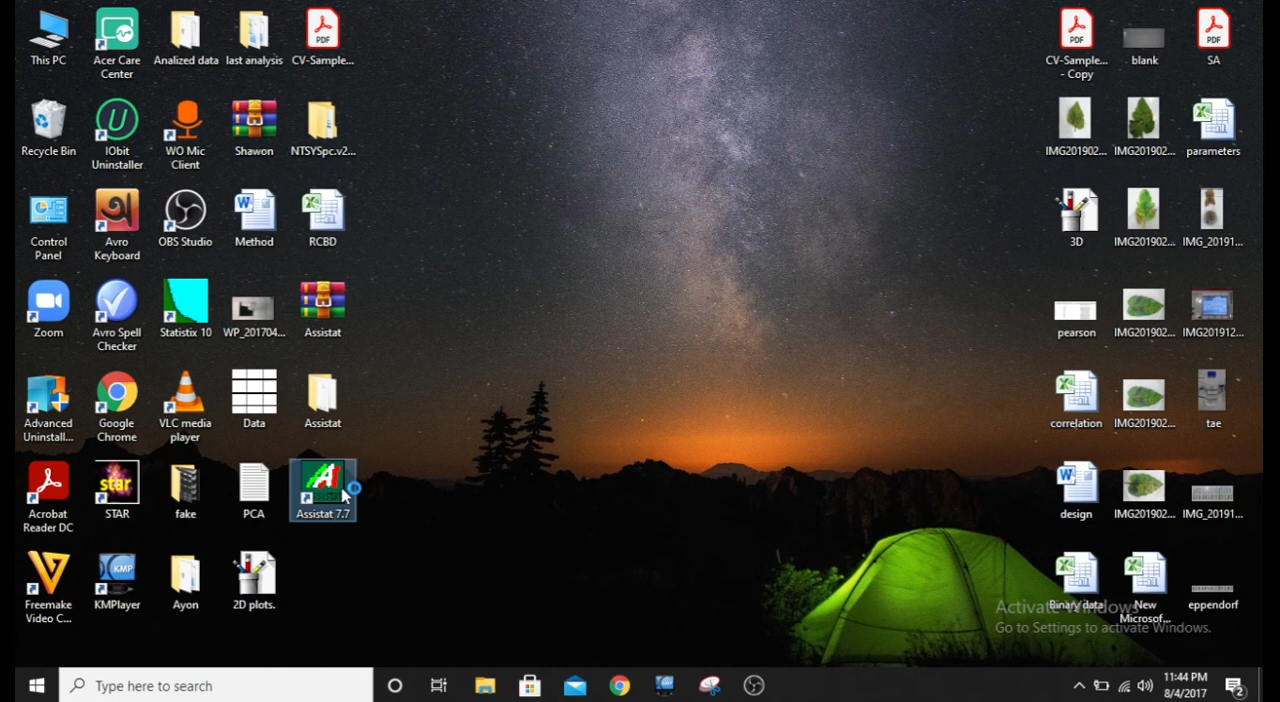 This PC
Acer Care
Center
Analized data
last analysis
CV-Sample...
Recycle Bin
IObit
Uninstaller
WO Mic
Client
Shawon
NTSYSpc.v2...
Control
Panel
Avro
Keyboard
OBS Studio
Method
RCBD
Zoom
Avro Spell
Checker
Statistix 10
WP_201704...
Assistat
Advanced
Uninstall...
Google
Chrome
VLC media
player
Data
Assistat
Acrobat
Reader DC
star
STAR
fake
PCA
Assistat 7.7
Freemake
Video C...
KMP
KMPlayer
Ayon
2D plots.
PDF
CV-Sample...
- Copy
blank
PDF
SA
IMG201902...
IMG201902...
parameters
3D
IMG201902...
IMG_20191...
pearson
IMG201902...
IMG201912...
correlation
IMG201902...
tae
design
IMG201902...
IMG_20191...
Binary data
New
Microsof...
eppendorf
Activate Windows
Go to Settings to activate Windows.
Type here to search
11:44 PM
8/4/2017
2